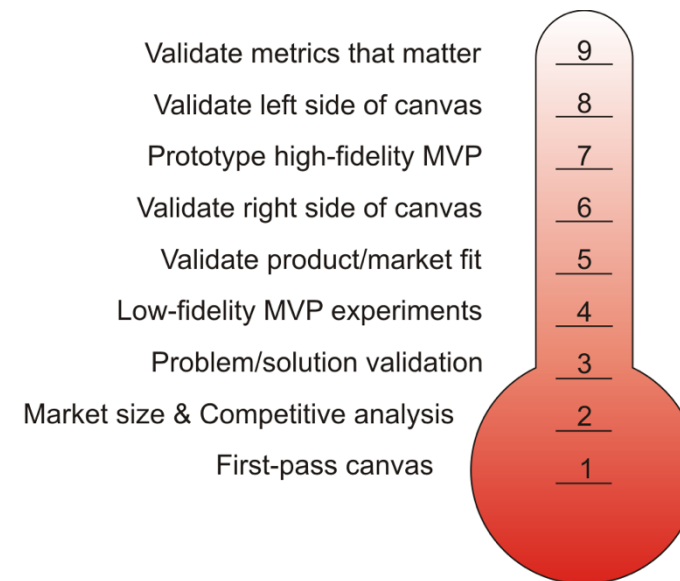 Validate metrics that matter 9
Validate left side of canvas 8
Prototype high-fidelity MVP 7
Validate right side of canvas 6
Validate product/market fit 5
Low-fidelity MVP experiments 4
Problem/solution validation 3
Market size & Competitive analysis 2
First-pass canvas 1